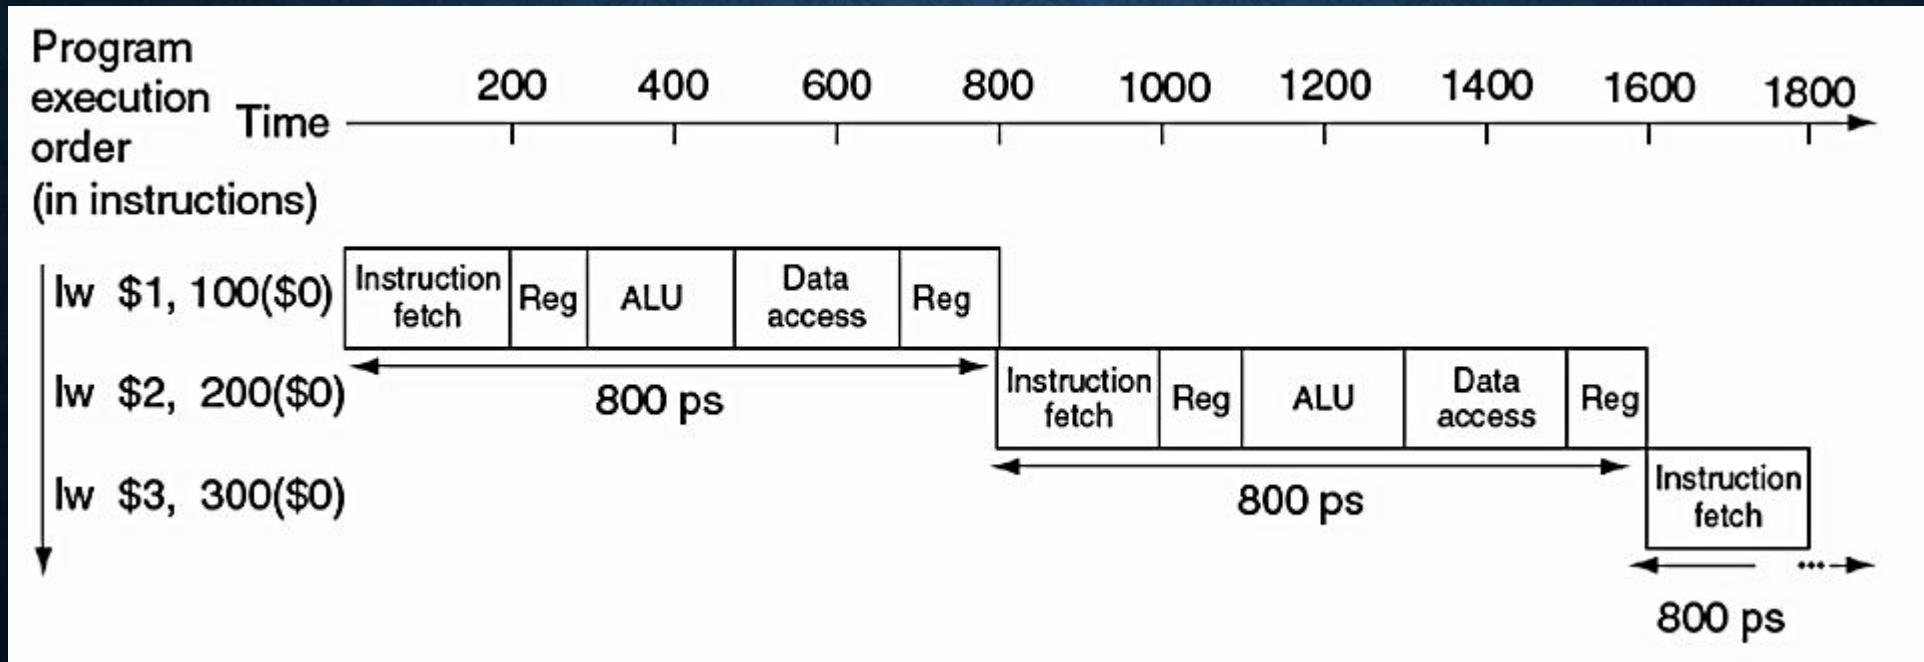 Program
execution
order
(in instructions)
Time
200 400 600 800 1000 1200 1400 1600 1800
lw $1, 100($0)
Instruction
fetch
Reg
ALU
Data
access
Reg
800 ps
lw $2, 200($0)
Instruction
fetch
Reg
ALU
Data
access
Reg
800 ps
lw $3, 300($0)
Instruction
fetch
...
800 ps